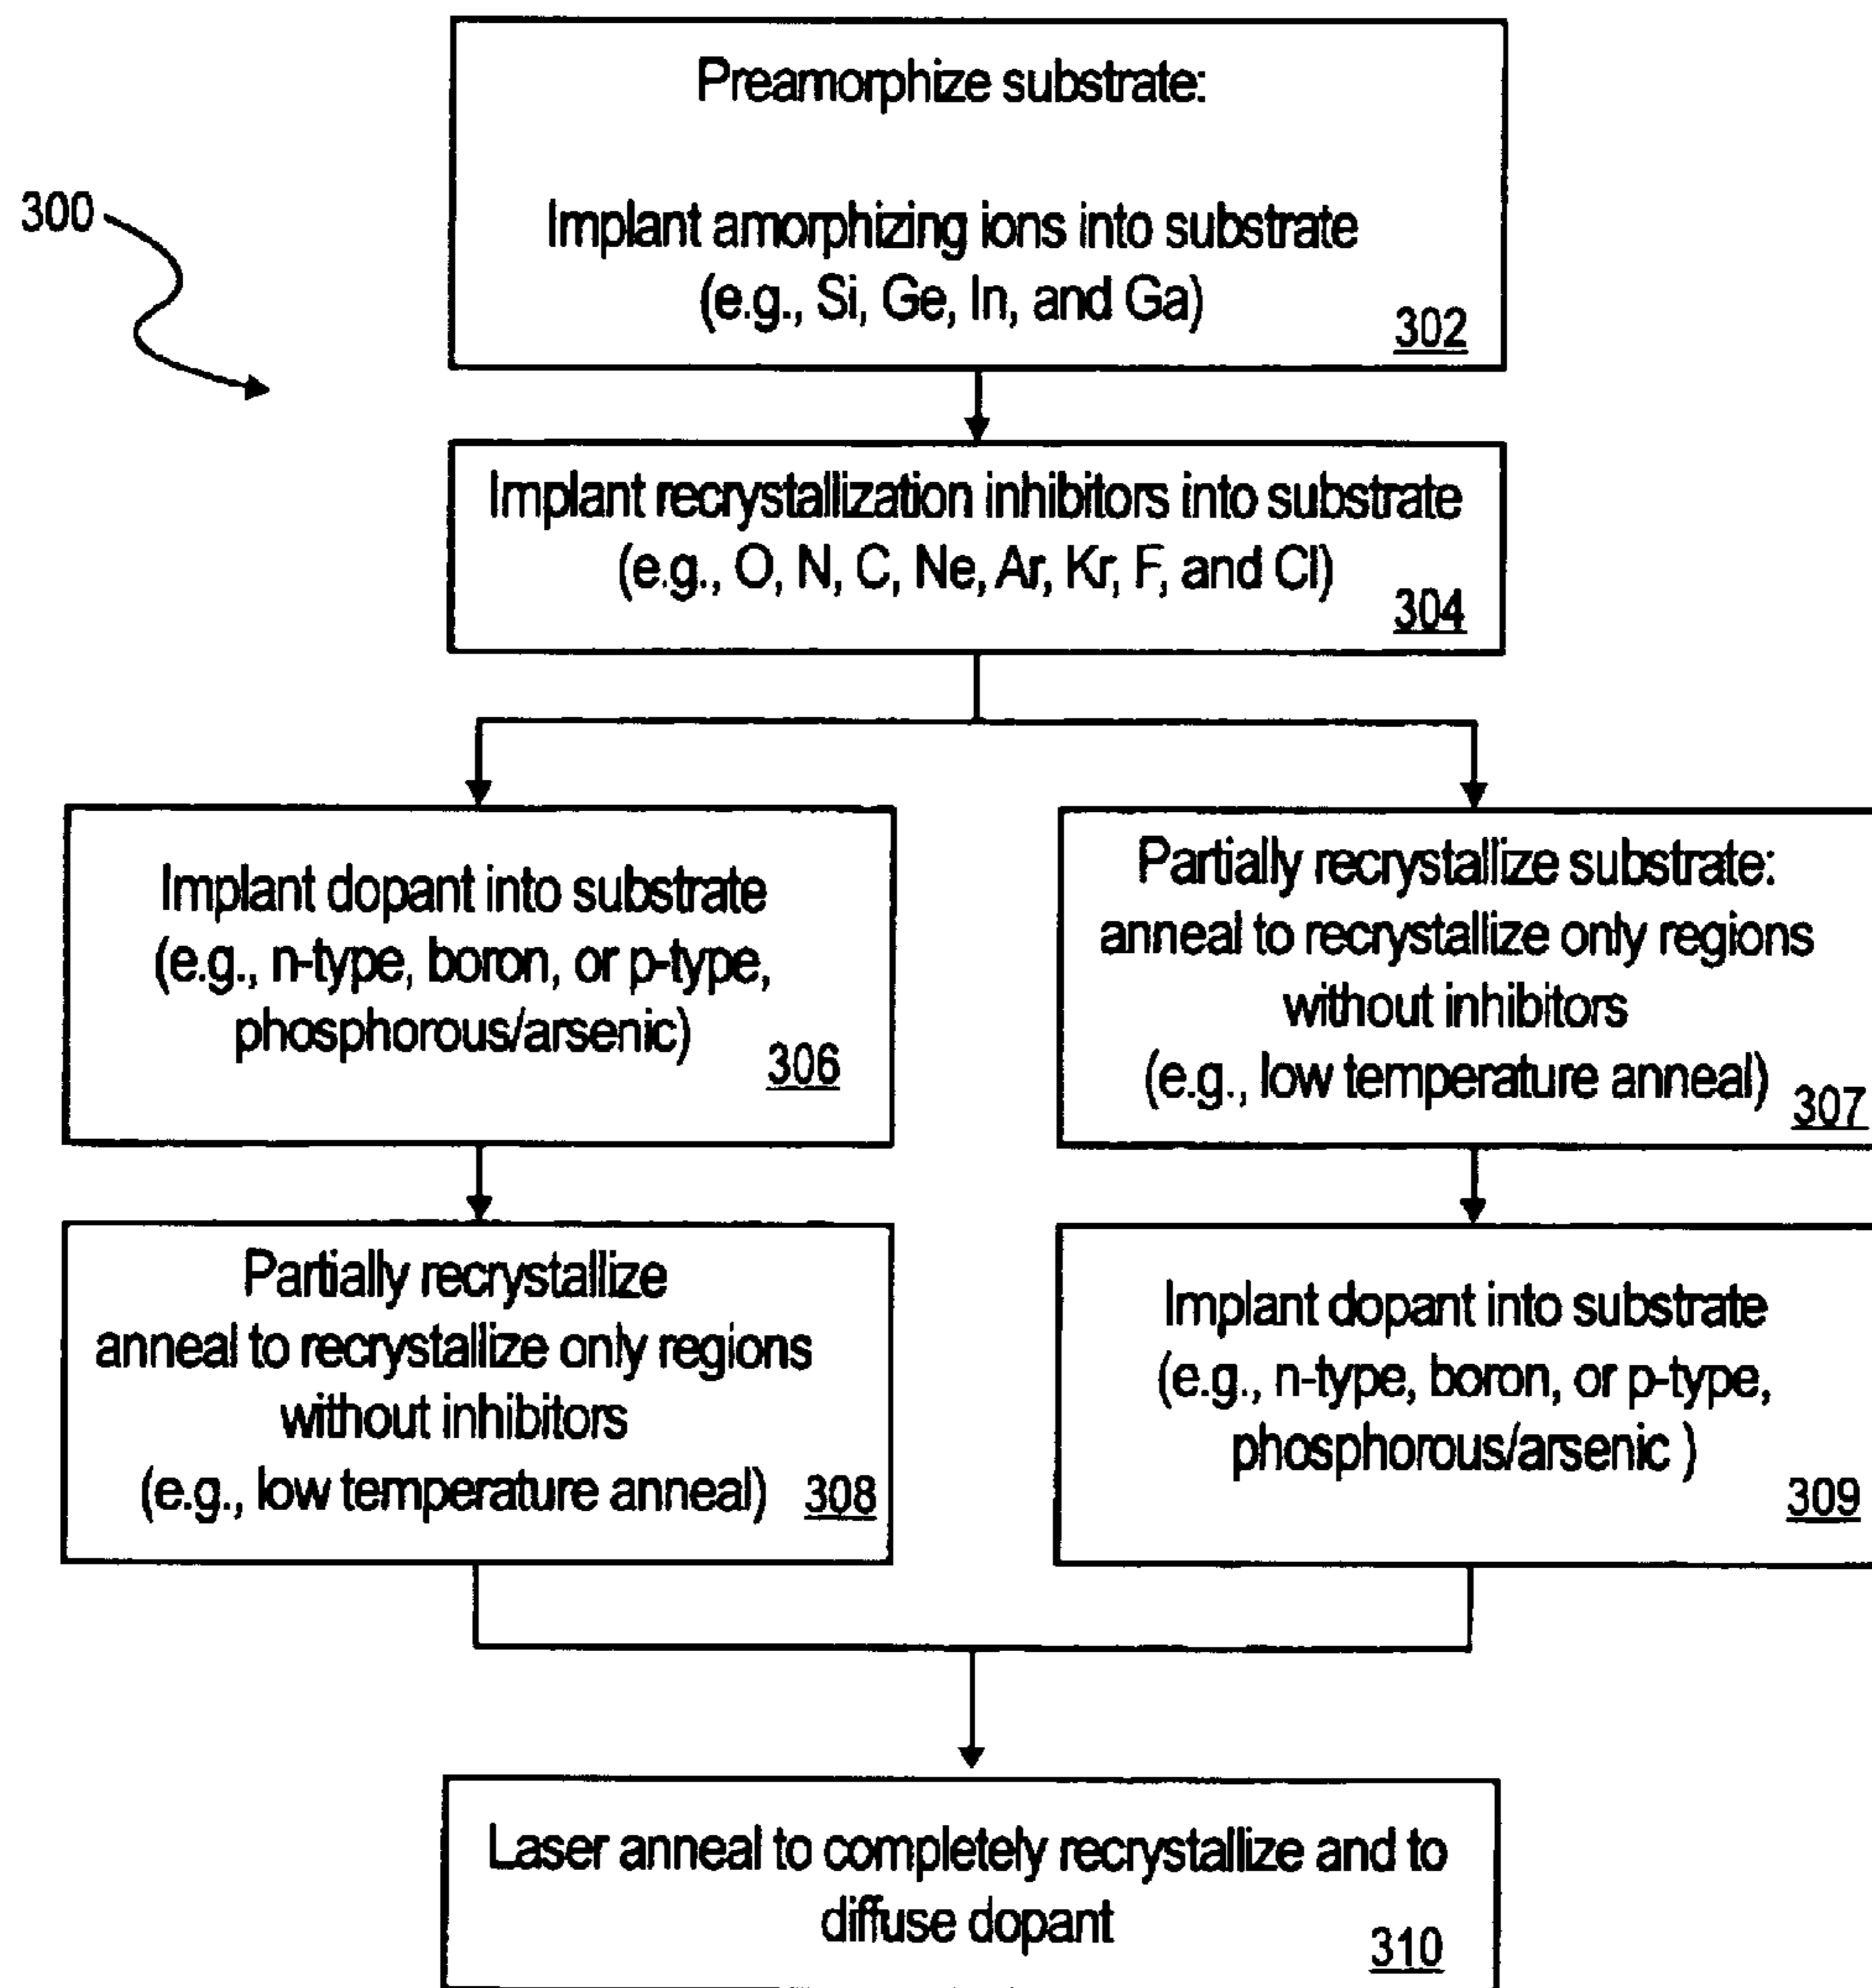 Preamorphize substrate:
300
Implant amorphizing ions into substrate
(e.g., Si, Ge, In, and Ga)
302
Implant recrystallization inhibitors into substrate
(e.g., O, N, C, Ne, Ar, Kr, F, and Cl)
304
Implant dopant into substrate
(e.g., n-type, boron, or p-type,
phosphorous/arsenic)
306
Partially recrystallize substrate:
anneal to recrystallize only regions
without inhibitors
(e.g., low temperature anneal)
307
Partially recrystallize
anneal to recrystallize only regions
without inhibitors
(e.g., low temperature anneal)
308
Implant dopant into substrate
(e.g., n-type, boron, or p-type,
phosphorous/arsenic )
309
Laser anneal to completely recrystallize and to
diffuse dopant
310